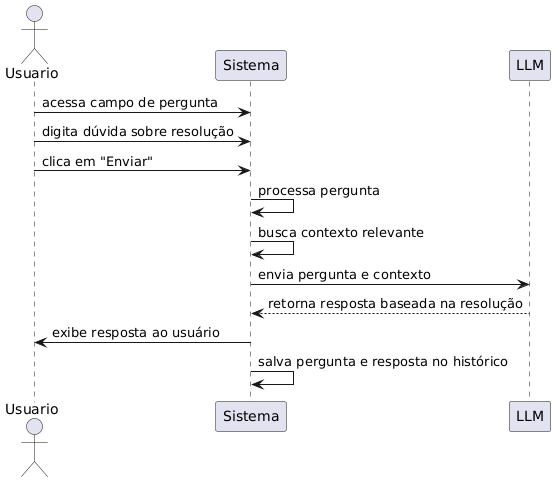 Usuario
Sistema
LLM
acessa campo de pergunta
digita dúvida sobre resolução
clica em "Enviar"
processa pergunta
busca contexto relevante
envia pergunta e contexto
retorna resposta baseada na resolução
exibe resposta ao usuário
salva pergunta e resposta no histórico
Usuario
Sistema
LLM